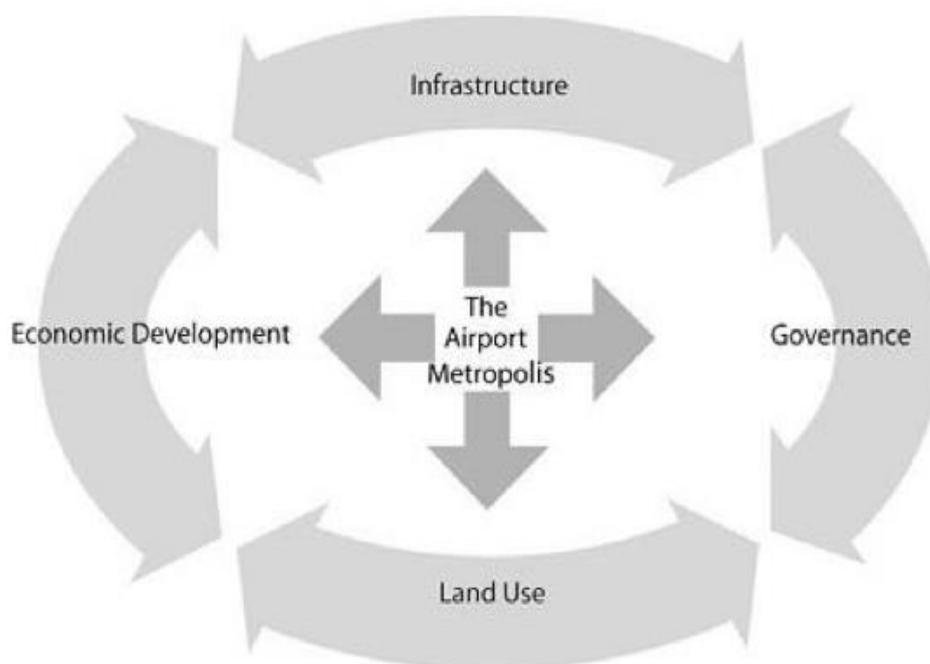 Infrastructure
Economic Development
The
Airport
Metropolis
Governance
Land Use